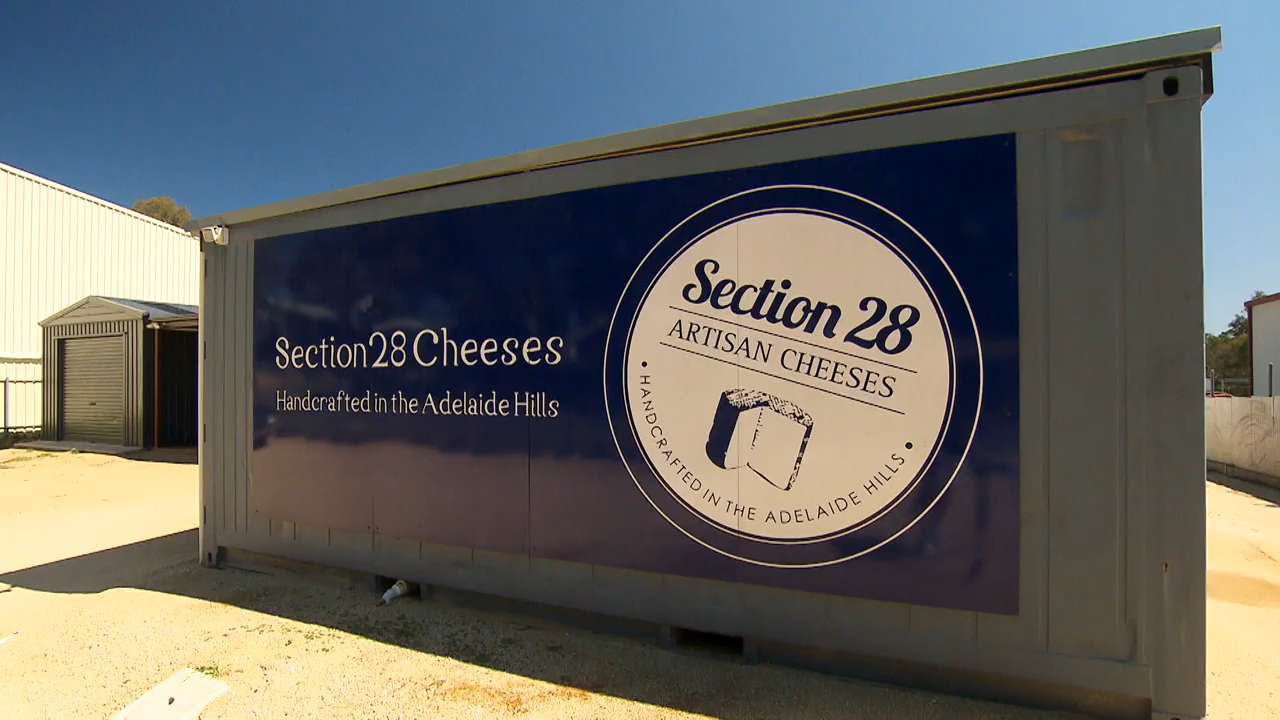 Section28 Cheeses
Handcrafted in the Adelaide Hills
Section 28
ARTISAN CHEESES
• HANDCRAFTED IN THE ADELAIDE HILLS •